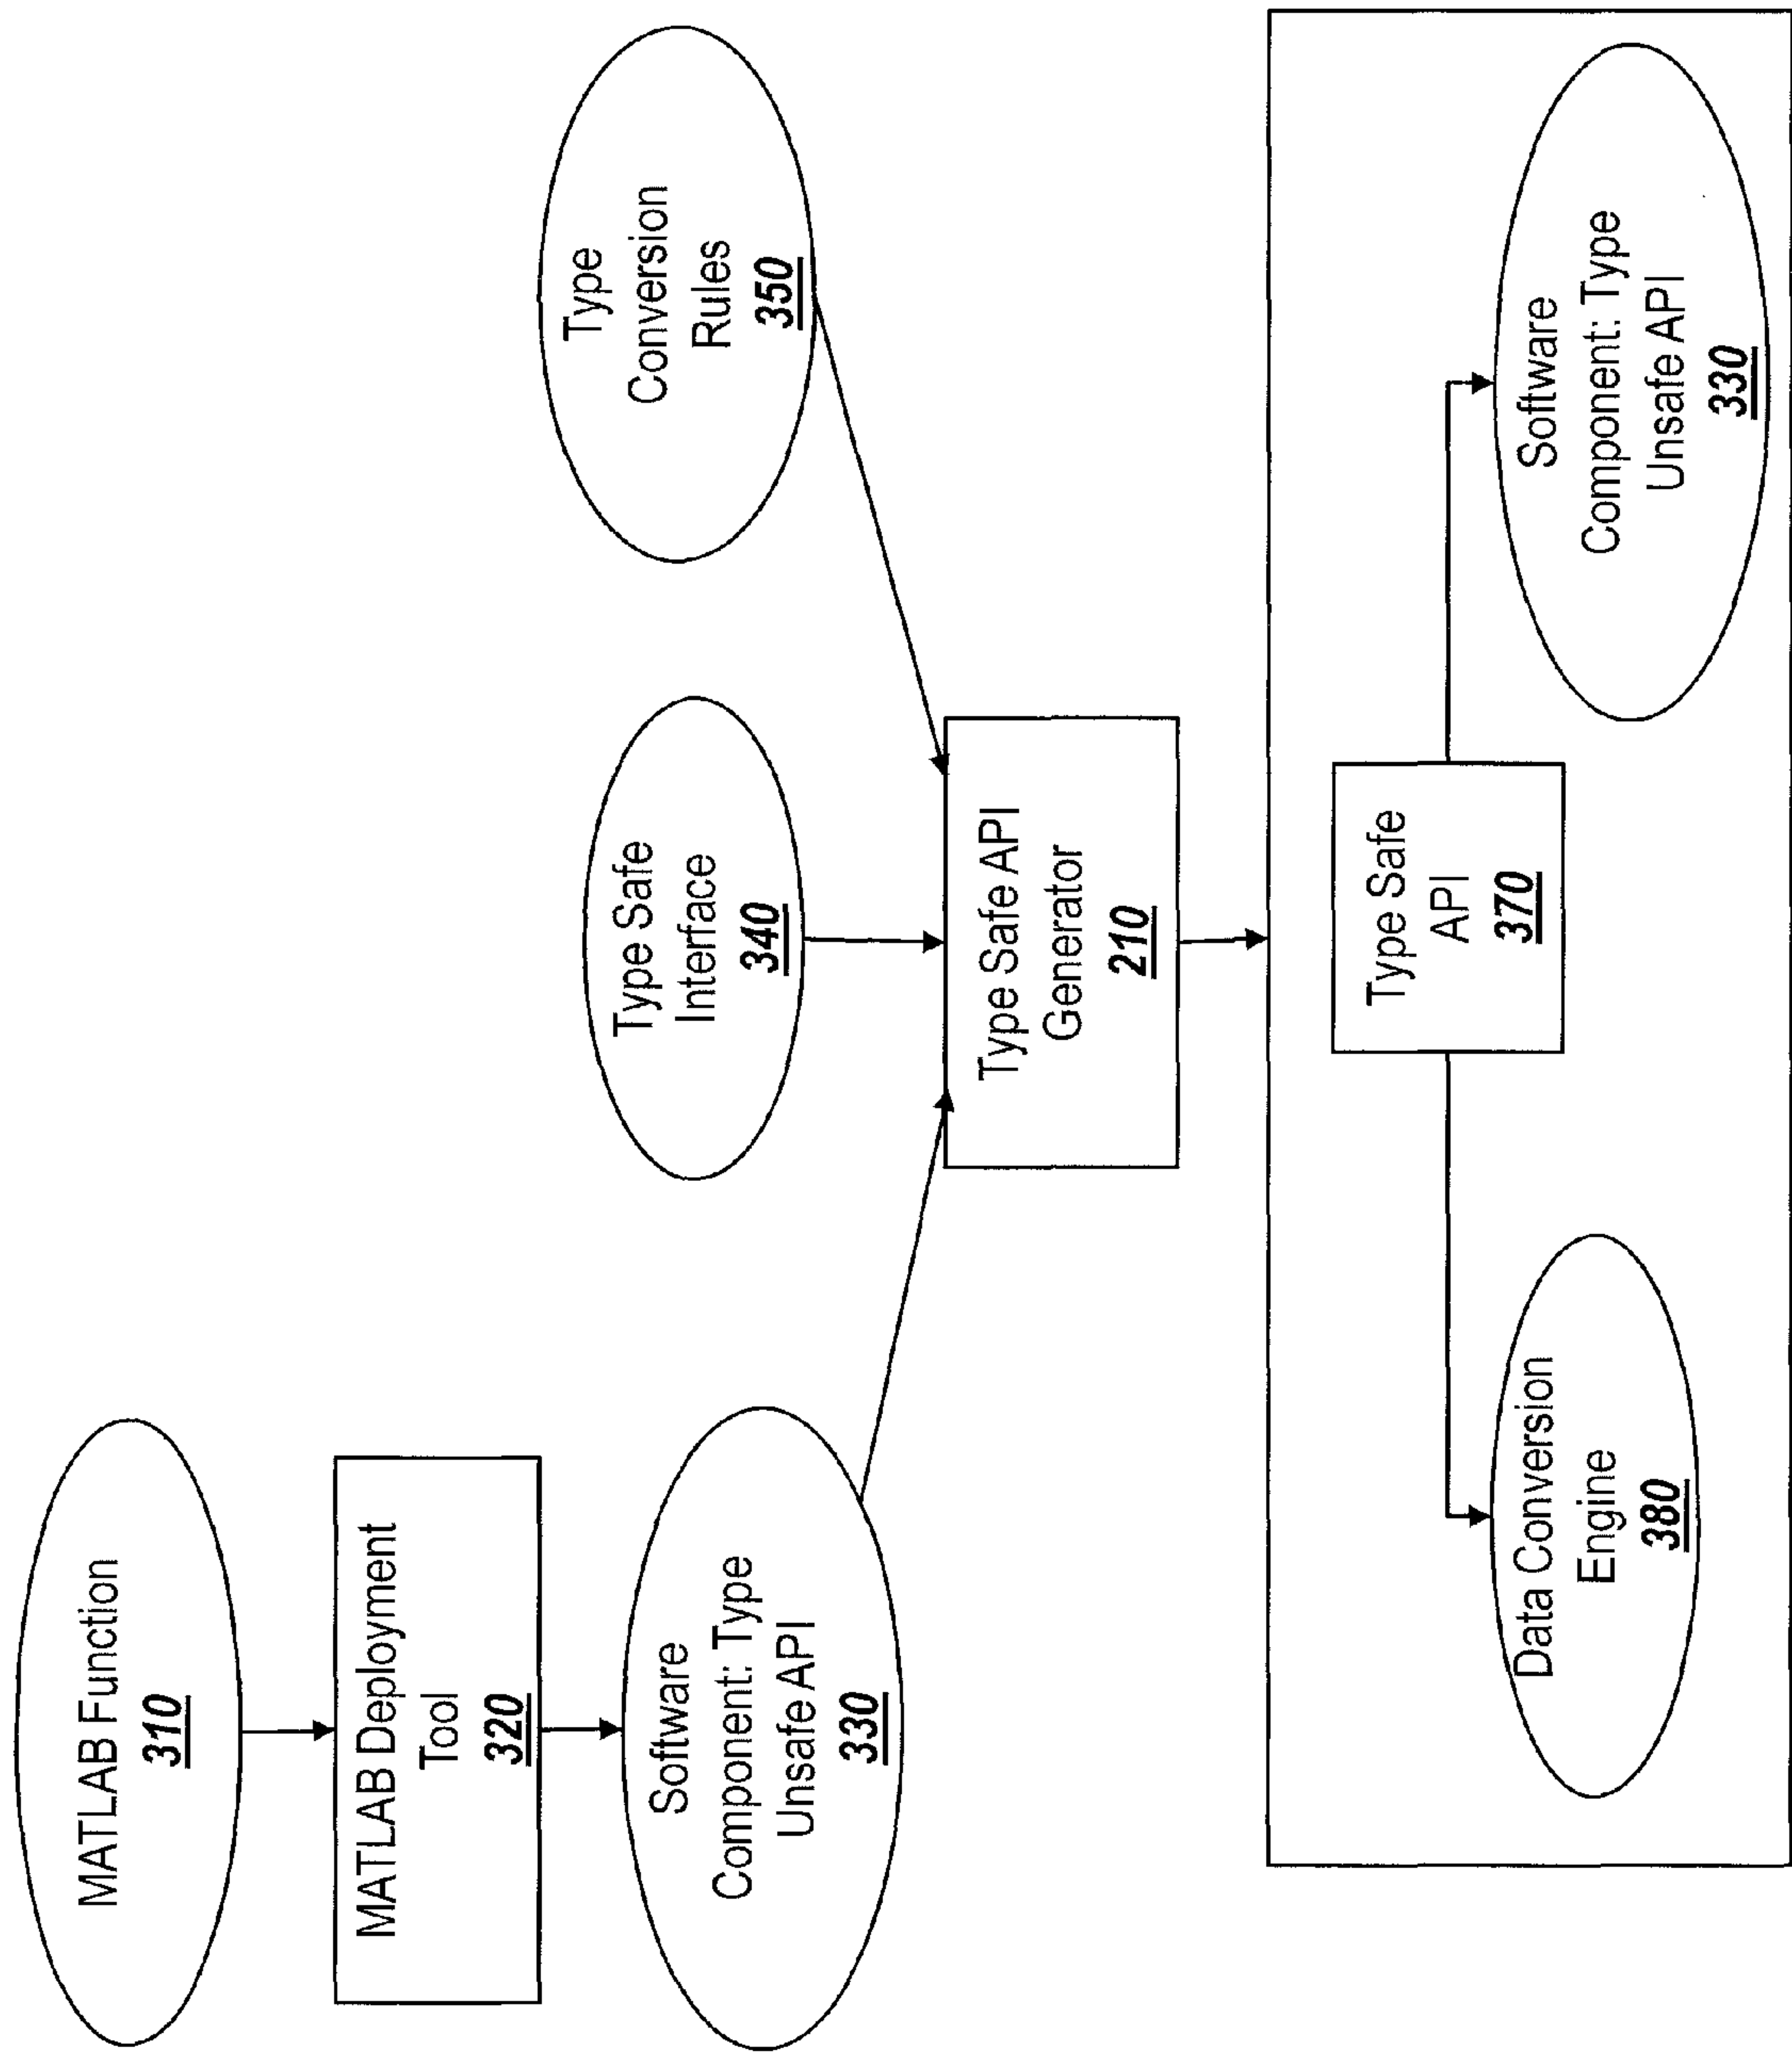 MATLAB Function
310
MATLAB Deployment
Tool
320
Software
Component: Type
Unsafe API
330
Type Safe
Interface
340
Type
Conversion
Rules
350
Type Safe API
Generator
210
Type Safe
API
370
Data Conversion
Engine
380
Software
Component: Type
Unsafe API
330